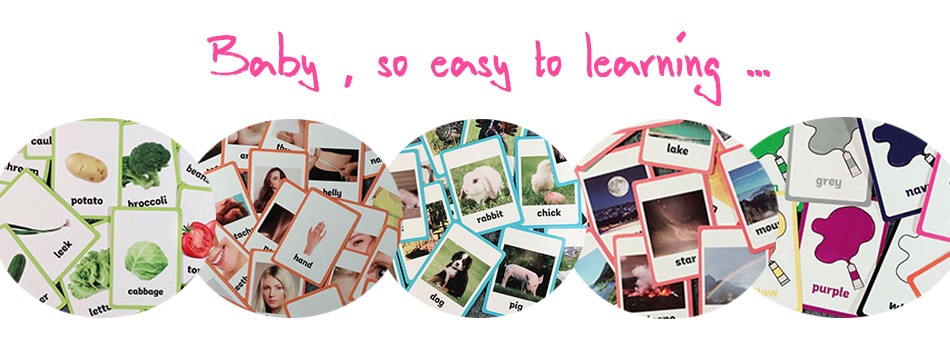 Baby , so easy to learning ...
potato
broccoli
leek
cabbage
belly
hand
rabbit
chick
dog
pig
lake
star
grey
purple